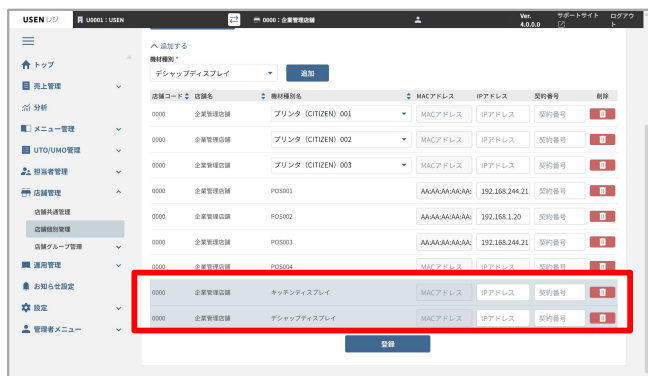 USEN レジ U0001：USEN 0000：企業管理店舗 Ver. 4.0.0.0 サポートサイト ログアウト
トップ
売上管理
分析
メニュー管理
UTO/UMO管理
担当者管理
店舗管理
店舗共通管理
店舗個別管理
店舗グループ管理
運用管理
お知らせ設定
設定
管理者メニュー
追加する
機材種別 *
デシャップディスプレイ 追加
店舗コード 店舗名 機材種別名 MACアドレス IPアドレス 契約番号 削除
0000 企業管理店舗 プリンタ（CITIZEN）001 MACアドレス IPアドレス 契約番号
0000 企業管理店舗 プリンタ（CITIZEN）002 MACアドレス IPアドレス 契約番号
0000 企業管理店舗 プリンタ（CITIZEN）003 MACアドレス IPアドレス 契約番号
0000 企業管理店舗 POS001 AA:AA:AA:AA:AA: 192.168.244.21 契約番号
0000 企業管理店舗 POS002 AA:AA:AA:AA:AA: 192.168.1.20 契約番号
0000 企業管理店舗 POS003 AA:AA:AA:AA:AA: 192.168.244.21 契約番号
0000 企業管理店舗 POS004 MACアドレス IPアドレス 契約番号
0000 企業管理店舗 キッチンディスプレイ MACアドレス IPアドレス 契約番号
0000 企業管理店舗 デシャップディスプレイ MACアドレス IPアドレス 契約番号
登録